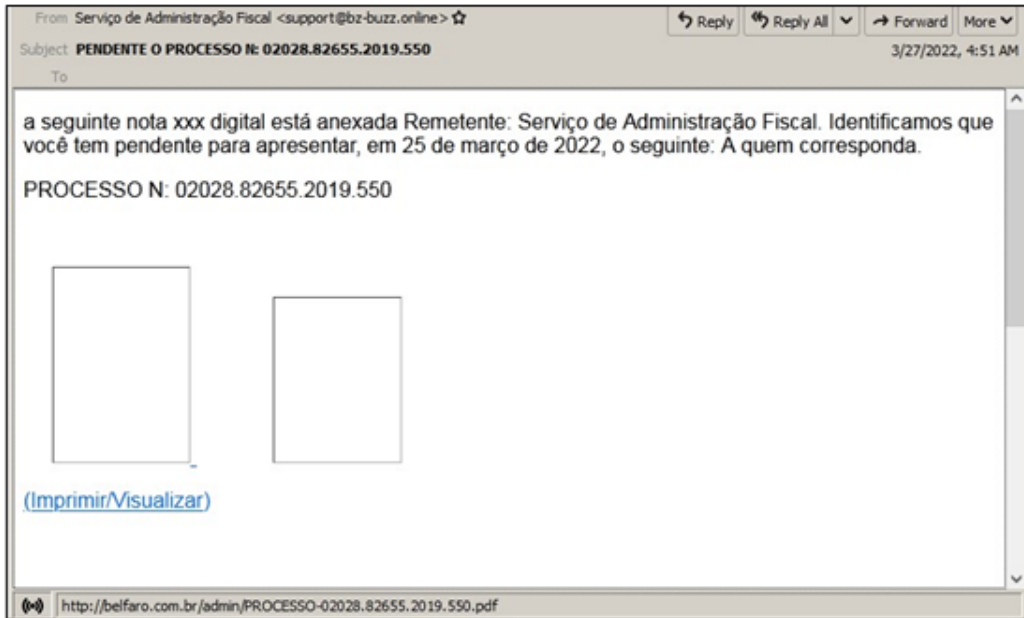 From Serviço de Administração Fiscal <support@bz-buzz.online>
Reply Reply All Forward More
Subject PENDENTE O PROCESSO N: 02028.82655.2019.550
3/27/2022, 4:51 AM
To
a seguinte nota xxx digital está anexada Remetente: Serviço de Administração Fiscal. Identificamos que
você tem pendente para apresentar, em 25 de março de 2022, o seguinte: A quem corresponda.
PROCESSO N: 02028.82655.2019.550
(Imprimir/Visualizar)
http://belfaro.com.br/admin/PROCESSO-02028.82655.2019.550.pdf